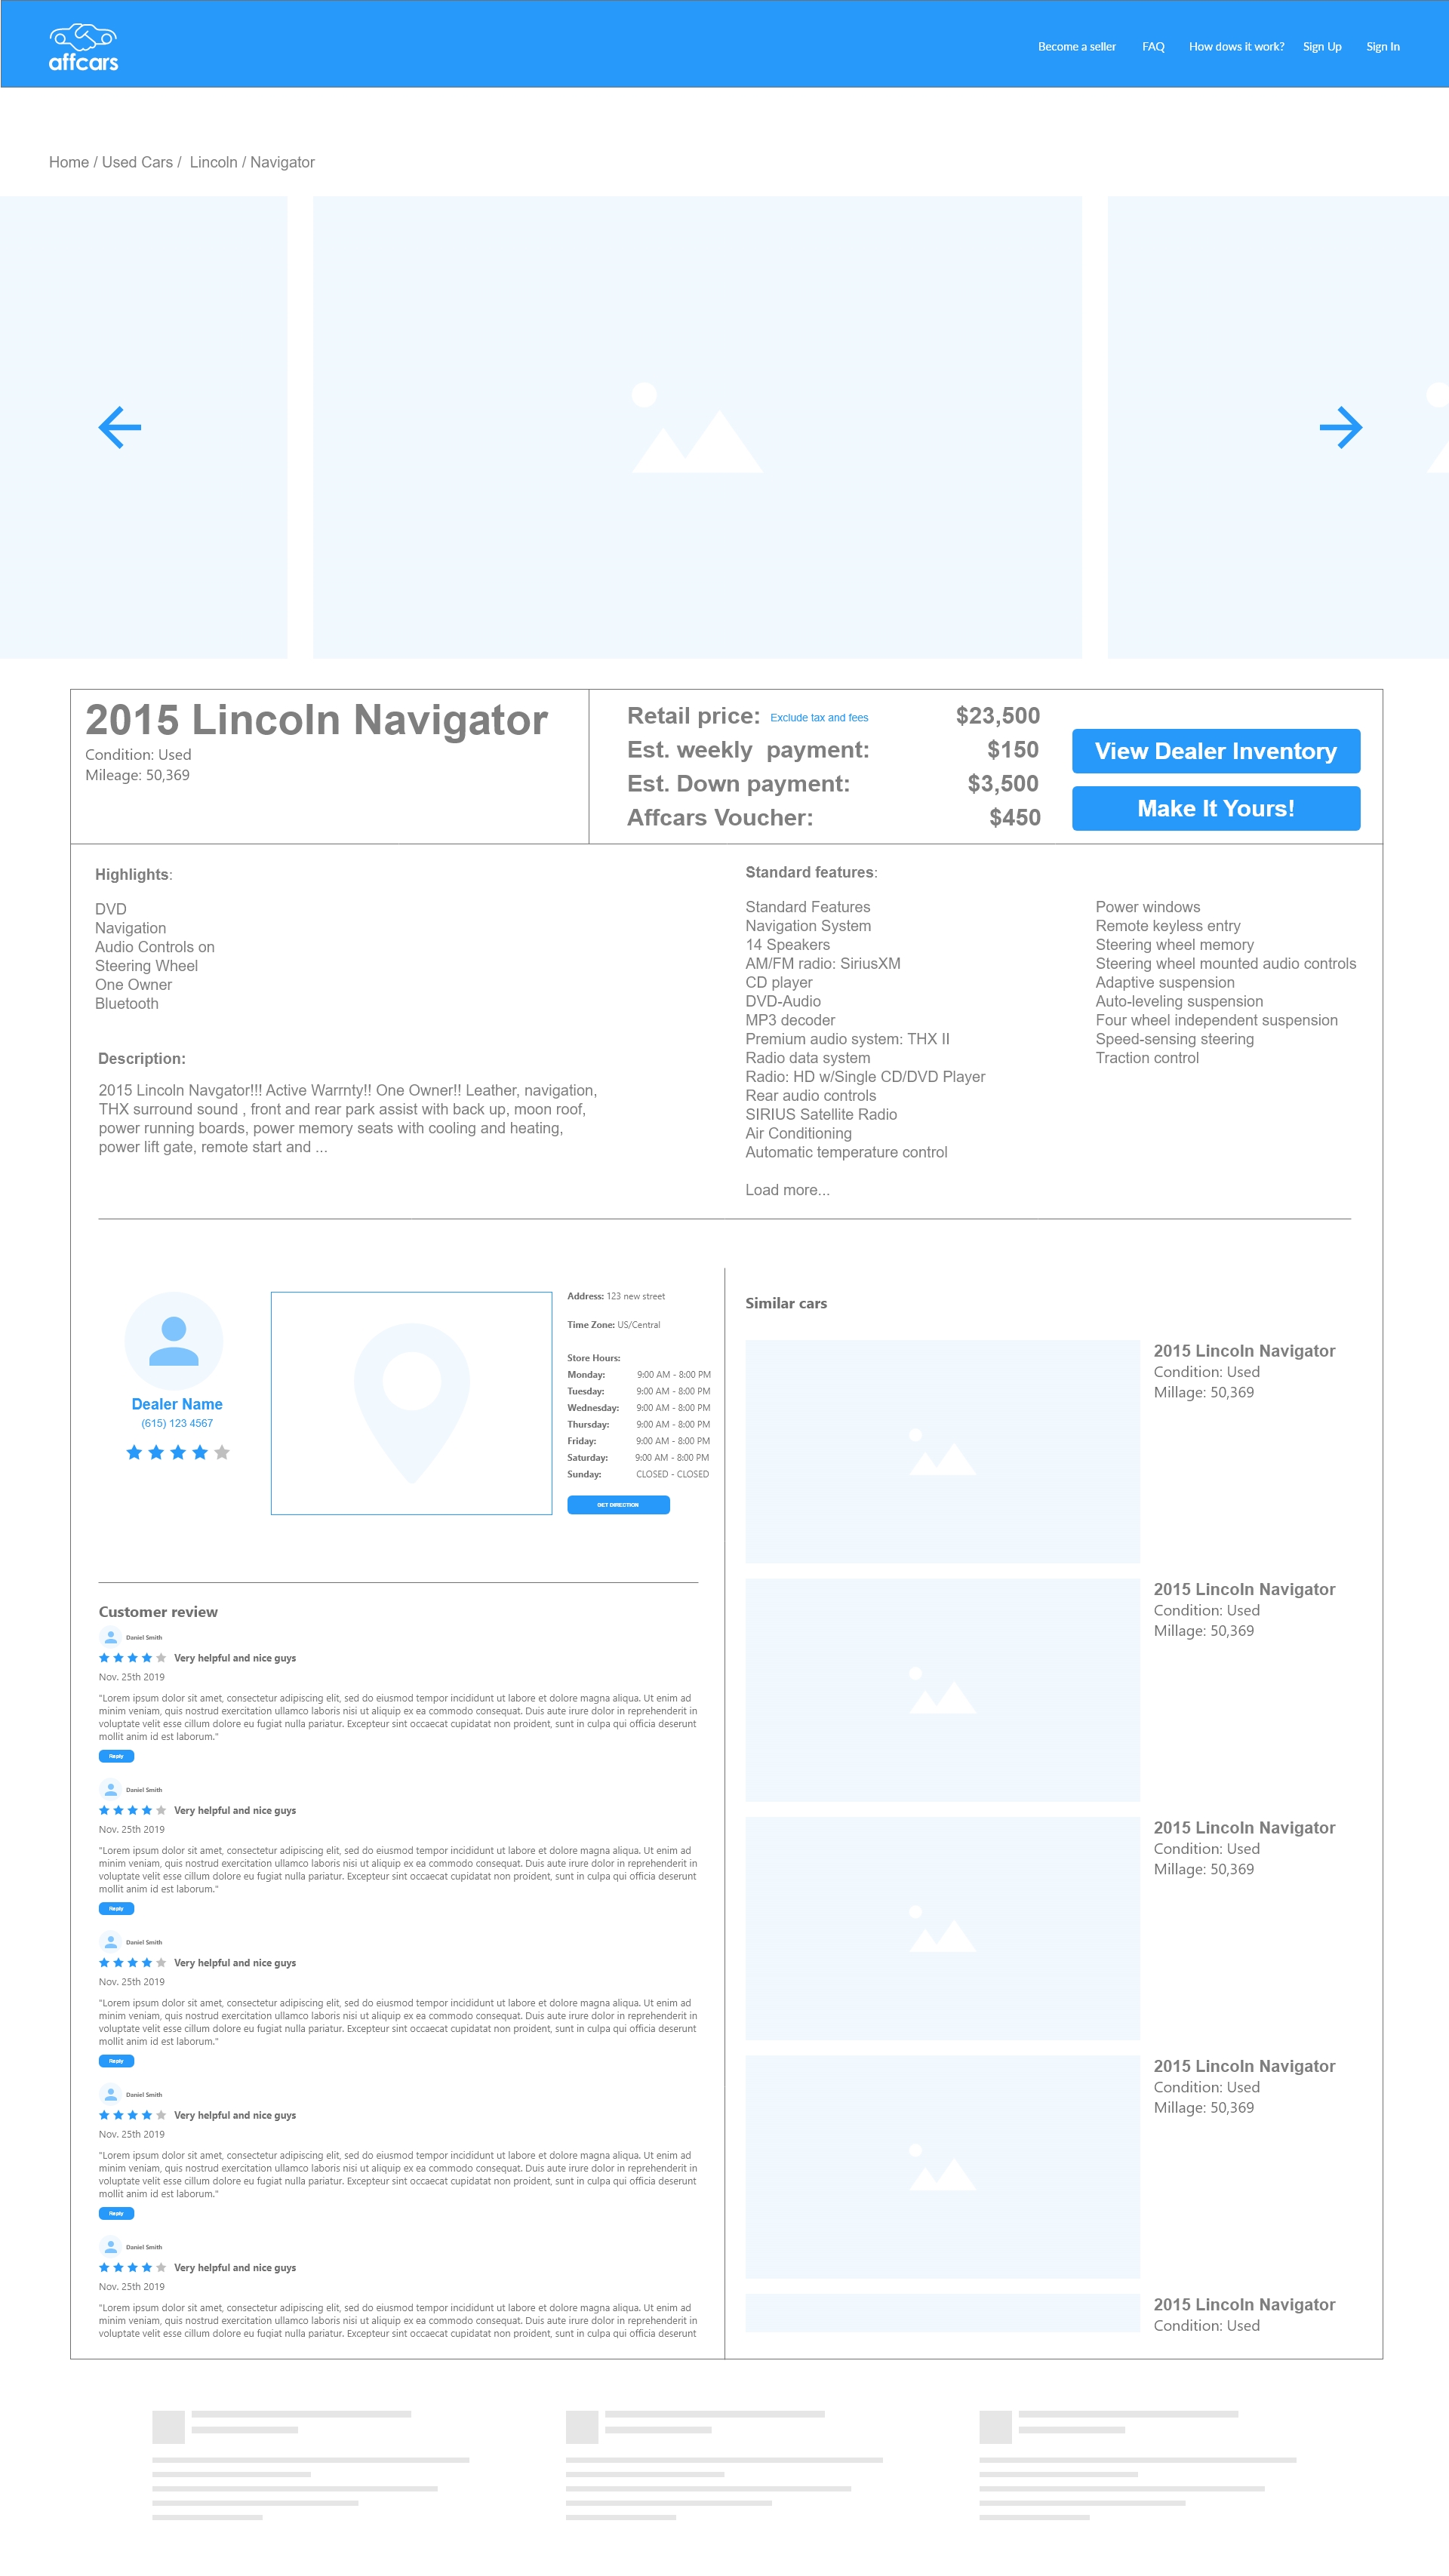 affcars
Become a seller FAQ How dows it work? Sign Up Sign In
Home / Used Cars / Lincoln / Navigator
2015 Lincoln Navigator
Condition: Used
Mileage: 50,369
Retail price: Exclude tax and fees $23,500
Est. weekly payment: $150
Est. Down payment: $3,500
Affcars Voucher: $450
View Dealer Inventory
Make It Yours!
Highlights:
DVD
Navigation
Audio Controls on
Steering Wheel
One Owner
Bluetooth
Description:
2015 Lincoln Navgator!!! Active Warrnty!! One Owner!! Leather, navigation,
THX surround sound , front and rear park assist with back up, moon roof,
power running boards, power memory seats with cooling and heating,
power lift gate, remote start and ...
Standard features:
Standard Features
Navigation System
14 Speakers
AM/FM radio: SiriusXM
CD player
DVD-Audio
MP3 decoder
Premium audio system: THX II
Radio data system
Radio: HD w/Single CD/DVD Player
Rear audio controls
SIRIUS Satellite Radio
Air Conditioning
Automatic temperature control
Load more...
Power windows
Remote keyless entry
Steering wheel memory
Steering wheel mounted audio controls
Adaptive suspension
Auto-leveling suspension
Four wheel independent suspension
Speed-sensing steering
Traction control
Dealer Name
(615) 123 4567
Address: 123 new street
Time Zone: US/Central
Store Hours:
Monday: 9:00 AM - 8:00 PM
Tuesday: 9:00 AM - 8:00 PM
Wednesday: 9:00 AM - 8:00 PM
Thursday: 9:00 AM - 8:00 PM
Friday: 9:00 AM - 8:00 PM
Saturday: 9:00 AM - 8:00 PM
Sunday: CLOSED - CLOSED
GET DIRECTION
Customer review
Daniel Smith
Very helpful and nice guys
Nov. 25th 2019
"Lorem ipsum dolor sit amet, consectetur adipiscing elit, sed do eiusmod tempor incididunt ut labore et dolore magna aliqua. Ut enim ad
minim veniam, quis nostrud exercitation ullamco laboris nisi ut aliquip ex ea commodo consequat. Duis aute irure dolor in reprehenderit in
voluptate velit esse cillum dolore eu fugiat nulla pariatur. Excepteur sint occaecat cupidatat non proident, sunt in culpa qui officia deserunt
mollit anim id est laborum."
Reply
Daniel Smith
Very helpful and nice guys
Nov. 25th 2019
"Lorem ipsum dolor sit amet, consectetur adipiscing elit, sed do eiusmod tempor incididunt ut labore et dolore magna aliqua. Ut enim ad
minim veniam, quis nostrud exercitation ullamco laboris nisi ut aliquip ex ea commodo consequat. Duis aute irure dolor in reprehenderit in
voluptate velit esse cillum dolore eu fugiat nulla pariatur. Excepteur sint occaecat cupidatat non proident, sunt in culpa qui officia deserunt
mollit anim id est laborum."
Reply
Daniel Smith
Very helpful and nice guys
Nov. 25th 2019
"Lorem ipsum dolor sit amet, consectetur adipiscing elit, sed do eiusmod tempor incididunt ut labore et dolore magna aliqua. Ut enim ad
minim veniam, quis nostrud exercitation ullamco laboris nisi ut aliquip ex ea commodo consequat. Duis aute irure dolor in reprehenderit in
voluptate velit esse cillum dolore eu fugiat nulla pariatur. Excepteur sint occaecat cupidatat non proident, sunt in culpa qui officia deserunt
mollit anim id est laborum."
Reply
Daniel Smith
Very helpful and nice guys
Nov. 25th 2019
"Lorem ipsum dolor sit amet, consectetur adipiscing elit, sed do eiusmod tempor incididunt ut labore et dolore magna aliqua. Ut enim ad
minim veniam, quis nostrud exercitation ullamco laboris nisi ut aliquip ex ea commodo consequat. Duis aute irure dolor in reprehenderit in
voluptate velit esse cillum dolore eu fugiat nulla pariatur. Excepteur sint occaecat cupidatat non proident, sunt in culpa qui officia deserunt
mollit anim id est laborum."
Reply
Daniel Smith
Very helpful and nice guys
Nov. 25th 2019
"Lorem ipsum dolor sit amet, consectetur adipiscing elit, sed do eiusmod tempor incididunt ut labore et dolore magna aliqua. Ut enim ad
minim veniam, quis nostrud exercitation ullamco laboris nisi ut aliquip ex ea commodo consequat. Duis aute irure dolor in reprehenderit in
voluptate velit esse cillum dolore eu fugiat nulla pariatur. Excepteur sint occaecat cupidatat non proident, sunt in culpa qui officia deserunt
Similar cars
2015 Lincoln Navigator
Condition: Used
Millage: 50,369
2015 Lincoln Navigator
Condition: Used
Millage: 50,369
2015 Lincoln Navigator
Condition: Used
Millage: 50,369
2015 Lincoln Navigator
Condition: Used
Millage: 50,369
2015 Lincoln Navigator
Condition: Used